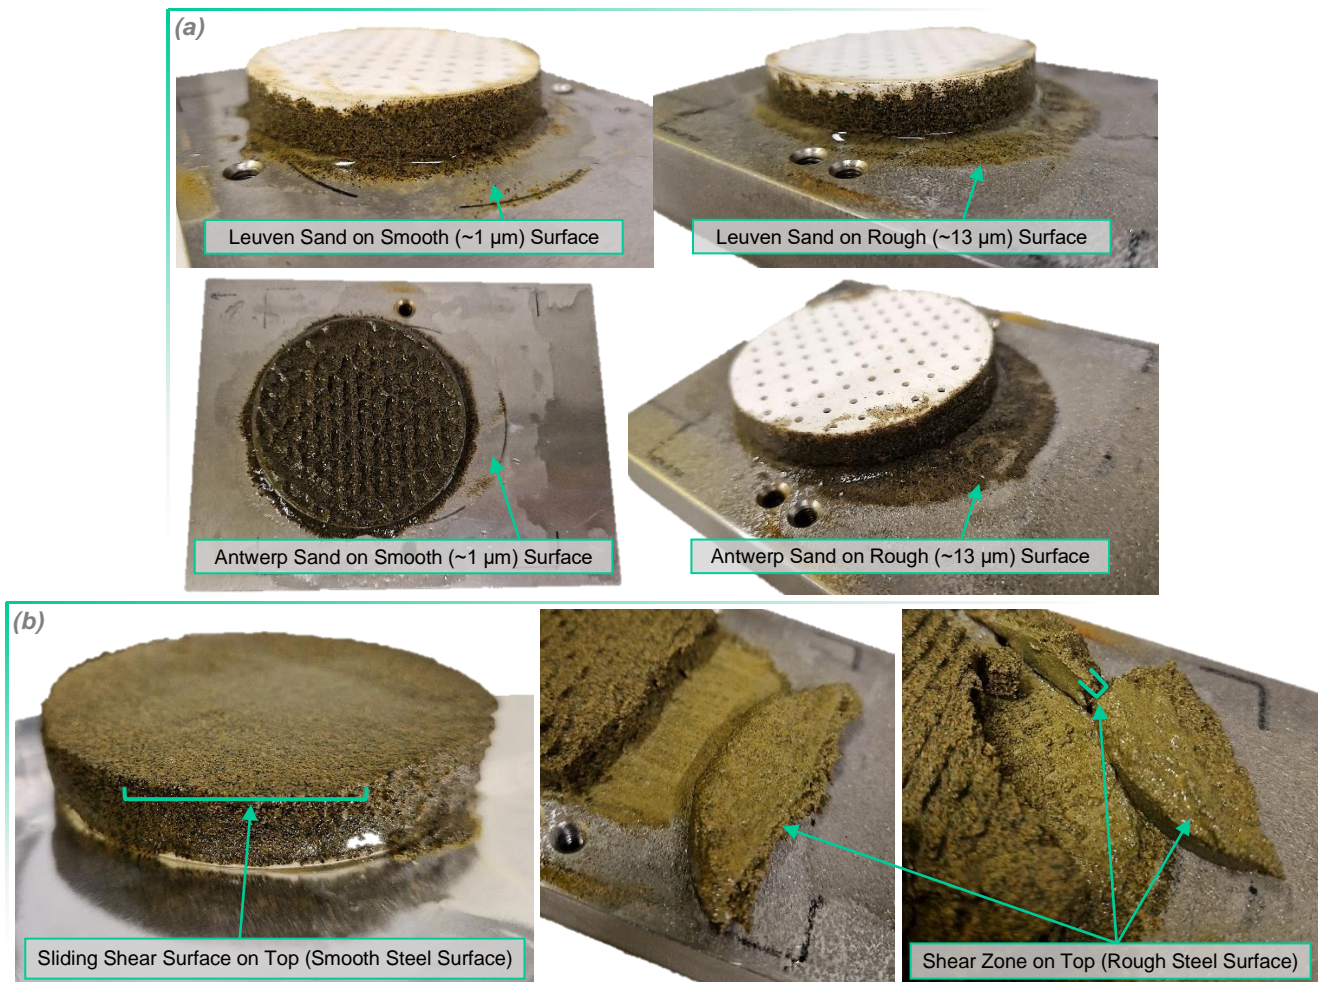 (a)
Leuven Sand on Smooth (~1 µm) Surface
Leuven Sand on Rough (~13 µm) Surface
Antwerp Sand on Smooth (~1 µm) Surface
Antwerp Sand on Rough (~13 µm) Surface
(b)
Sliding Shear Surface on Top (Smooth Steel Surface)
Shear Zone on Top (Rough Steel Surface)